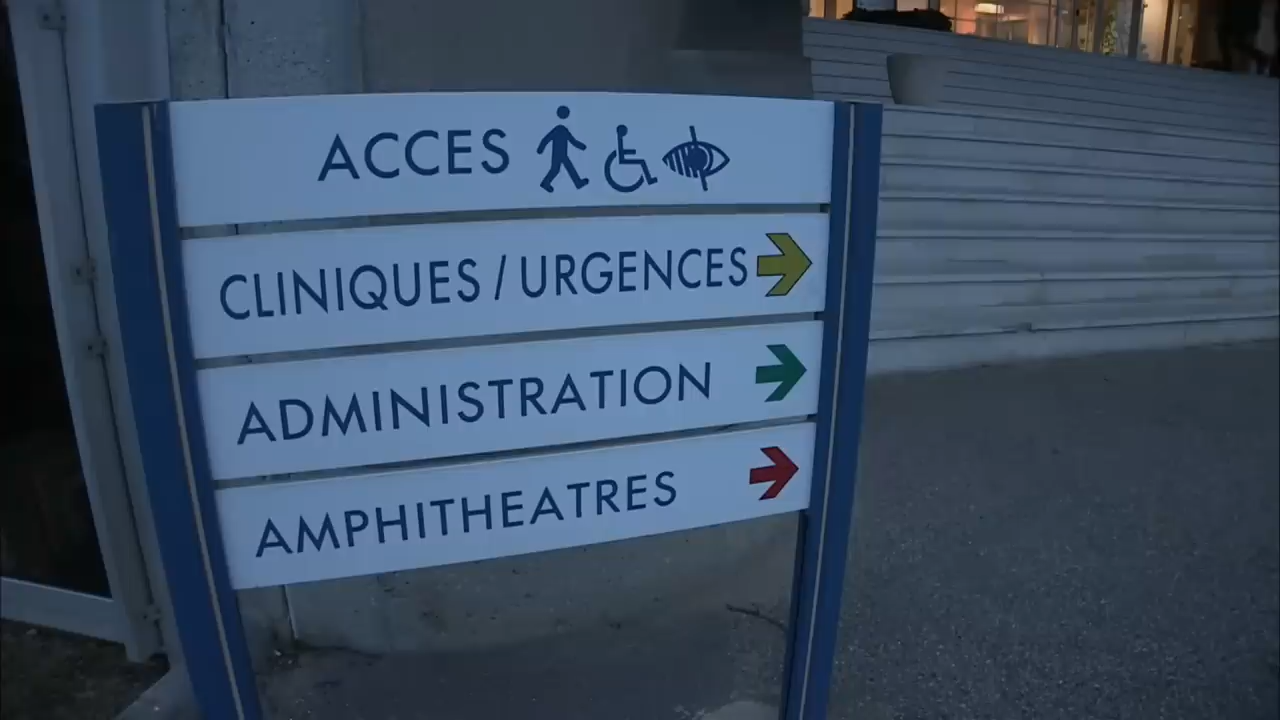 ACCES
CLINIQUES / URGENCES
ADMINISTRATION
AMPHITHEATRES